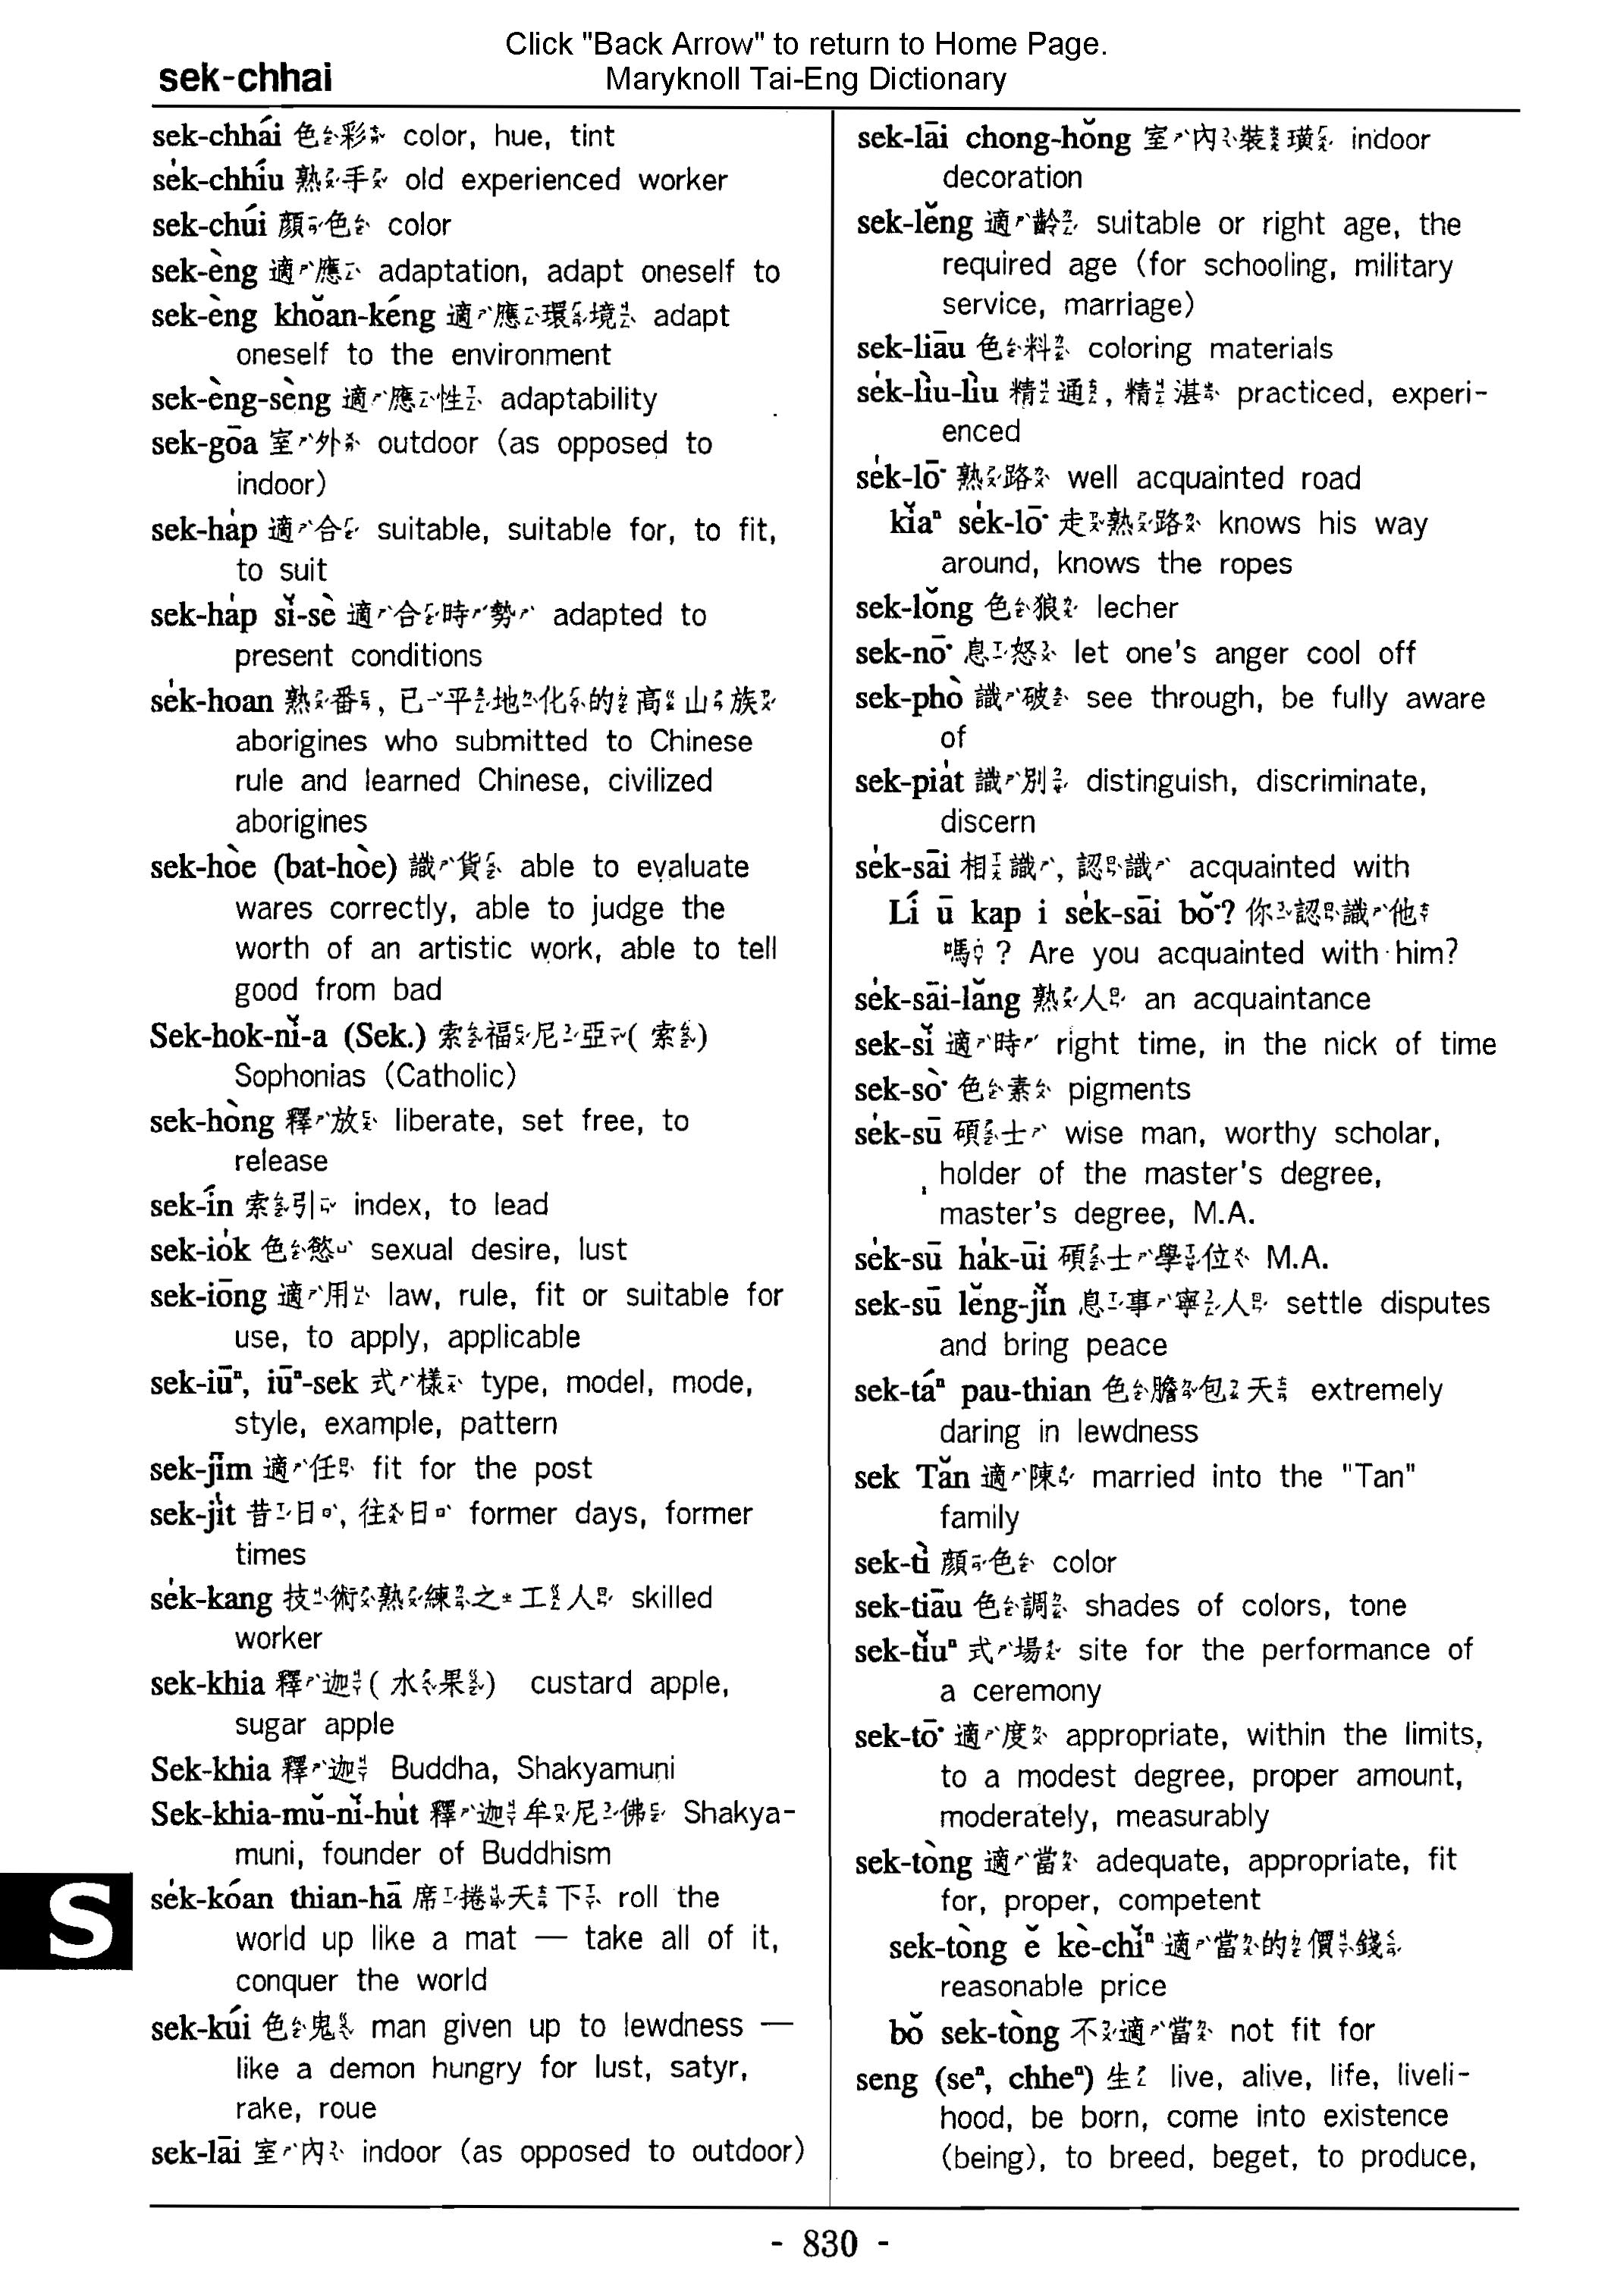 Click "Back Arrow" to return to Home Page.
sek-chhai Maryknoll Tai-Eng Dictionary
sek-chhái 色彩 color, hue, tint
se̍k-chhíu 熟手 old experienced worker
sek-chúi 顏色 color
sek-èng 適應 adaptation, adapt oneself to
sek-èng khŏan-kéng 適應環境 adapt
oneself to the environment
sek-èng-sèng 適應性 adaptability
sek-gōa 室外 outdoor (as opposed to
indoor)
sek-ha̍p 適合 suitable, suitable for, to fit,
to suit
sek-ha̍p sĭ-sè 適合時勢 adapted to
present conditions
se̍k-hoan 熟番, 已平地化的高山族
aborigines who submitted to Chinese
rule and learned Chinese, civilized
aborigines
sek-hòe (bat-hòe) 識貨 able to evaluate
wares correctly, able to judge the
worth of an artistic work, able to tell
good from bad
Sek-hok-nĭ-a (Sek.) 索福尼亞(索)
Sophonias (Catholic)
sek-hòng 釋放 liberate, set free, to
release
sek-ín 索引 index, to lead
sek-io̍k 色慾 sexual desire, lust
sek-iōng 適用 law, rule, fit or suitable for
use, to apply, applicable
sek-iūⁿ, iūⁿ-sek 式樣 type, model, mode,
style, example, pattern
sek-jīm 適任 fit for the post
sek-ji̍t 昔日, 往日 former days, former
times
se̍k-kang 技術熟練之工人 skilled
worker
sek-khia 釋迦(水果) custard apple,
sugar apple
Sek-khia 釋迦 Buddha, Shakyamuni
Sek-khia-mŭ-nĭ-hu̍t 釋迦牟尼佛 Shakya-
muni, founder of Buddhism
se̍k-kóan thian-hā 席捲天下 roll the
world up like a mat — take all of it,
conquer the world
sek-kúi 色鬼 man given up to lewdness —
like a demon hungry for lust, satyr,
rake, roue
sek-lāi 室內 indoor (as opposed to outdoor)
sek-lāi chong-hŏng 室內裝璜 indoor
decoration
sek-lĕng 適齡 suitable or right age, the
required age (for schooling, military
service, marriage)
sek-liāu 色料 coloring materials
se̍k-lìu-lìu 精通, 精湛 practiced, experi-
enced
se̍k-lō͘ 熟路 well acquainted road
kĭaⁿ se̍k-lō͘ 走熟路 knows his way
around, knows the ropes
sek-lŏng 色狼 lecher
sek-nō͘ 息怒 let one's anger cool off
sek-phò 識破 see through, be fully aware
of
sek-pia̍t 識別 distinguish, discriminate,
discern
se̍k-sāi 相識, 認識 acquainted with
Lí ū kap i se̍k-sāi bŏ͘? 你認識他
嗎? Are you acquainted with him?
se̍k-sāi-lăng 熟人 an acquaintance
sek-sĭ 適時 right time, in the nick of time
sek-sò͘ 色素 pigments
se̍k-sū 碩士 wise man, worthy scholar,
holder of the master's degree,
master's degree, M.A.
se̍k-sū ha̍k-ūi 碩士學位 M.A.
sek-sū lĕng-jĭn 息事寧人 settle disputes
and bring peace
sek-táⁿ pau-thian 色膽包天 extremely
daring in lewdness
sek Tăn 適陳 married into the "Tan"
family
sek-tì 顏色 color
sek-tiāu 色調 shades of colors, tone
sek-tĭuⁿ 式場 site for the performance of
a ceremony
sek-tō͘ 適度 appropriate, within the limits,
to a modest degree, proper amount,
moderately, measurably
sek-tòng 適當 adequate, appropriate, fit
for, proper, competent
sek-tòng ĕ kè-chĭⁿ 適當的價錢
reasonable price
bŏ sek-tòng 不適當 not fit for
seng (seⁿ, chheⁿ) 生 live, alive, life, liveli-
hood, be born, come into existence
(being), to breed, beget, to produce,
S
- 830 -